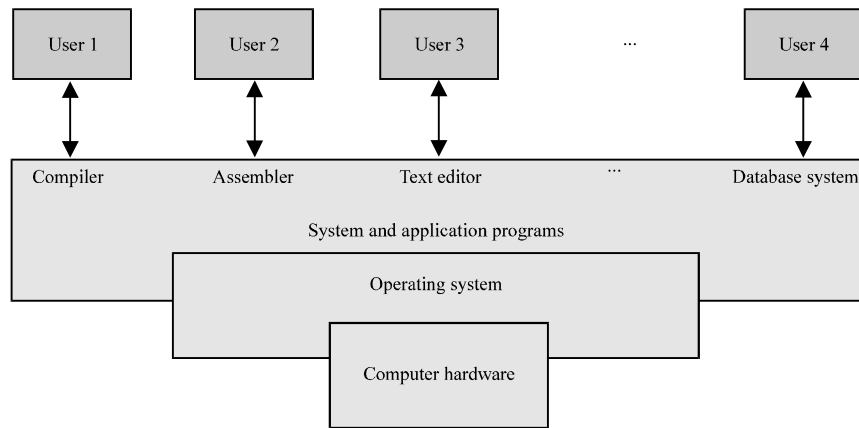 User 1
User 2
User 3
...
User 4
Compiler
Assembler
Text editor
...
Database system
System and application programs
Operating system
Computer hardware